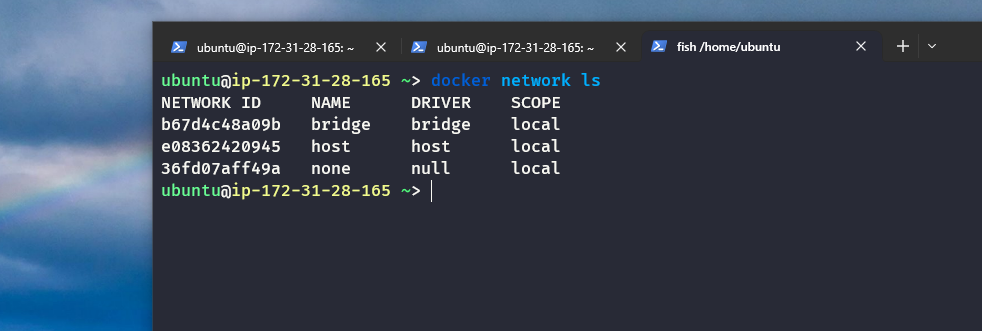 ubuntu@ip-172-31-28-165: ~ ubuntu@ip-172-31-28-165: ~ fish /home/ubuntu
ubuntu@ip-172-31-28-165 ~> docker network ls
NETWORK ID NAME DRIVER SCOPE
b67d4c48a09b bridge bridge local
e08362420945 host host local
36fd07aff49a none null local
ubuntu@ip-172-31-28-165 ~>